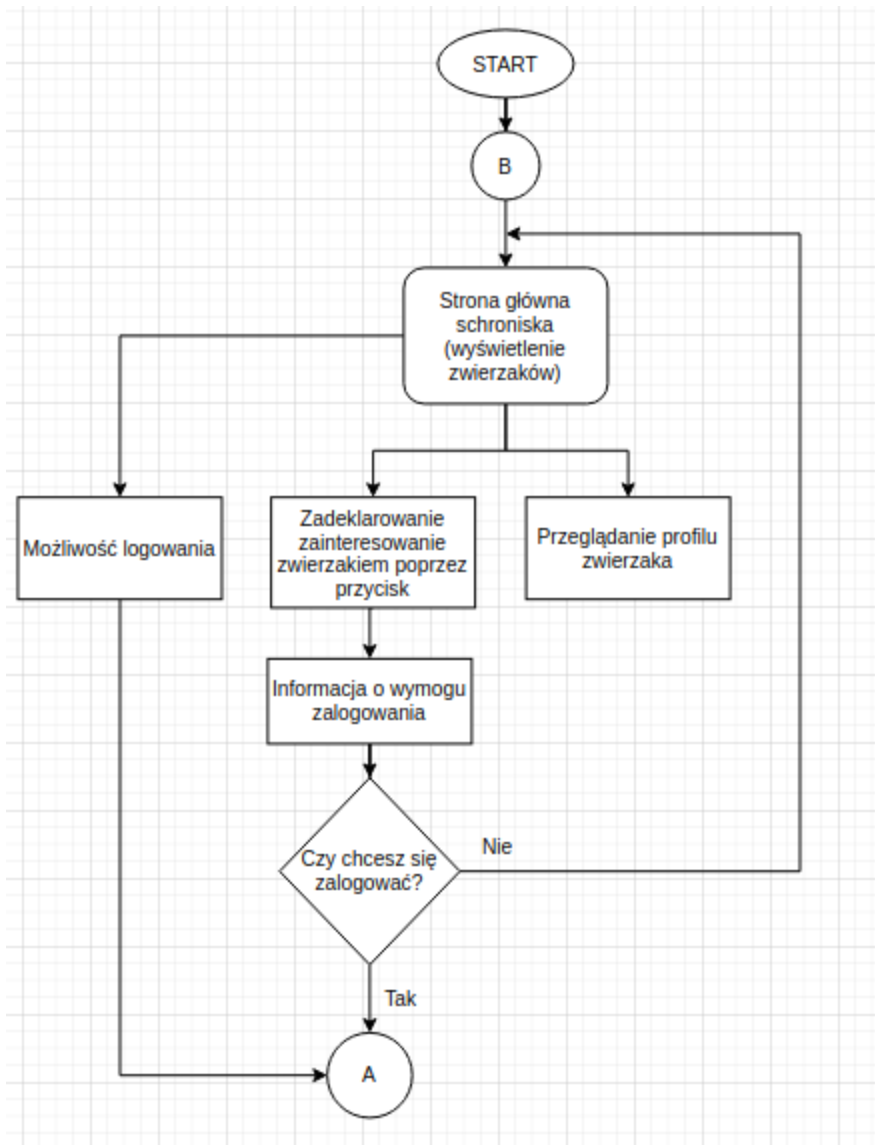 START
B
Strona główna
schroniska
(wyświetlenie
zwierzaków)
Możliwość logowania
Zadeklarowanie
zainteresowanie
zwierzakiem poprzez
przycisk
Przeglądanie profilu
zwierzaka
Informacja o wymogu
zalogowania
Czy chcesz się
zalogować?
Nie
Tak
A